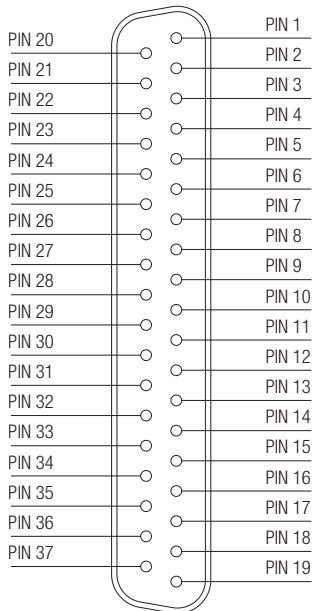 PIN 1
PIN 20
PIN 2
PIN 21
PIN 3
PIN 22
PIN 4
PIN 23
PIN 5
PIN 24
PIN 6
PIN 25
PIN 7
PIN 26
PIN 8
PIN 27
PIN 9
PIN 28
PIN 10
PIN 29
PIN 11
PIN 30
PIN 12
PIN 31
PIN 13
PIN 32
PIN 14
PIN 33
PIN 15
PIN 34
PIN 16
PIN 35
PIN 17
PIN 36
PIN 18
PIN 37
PIN 19